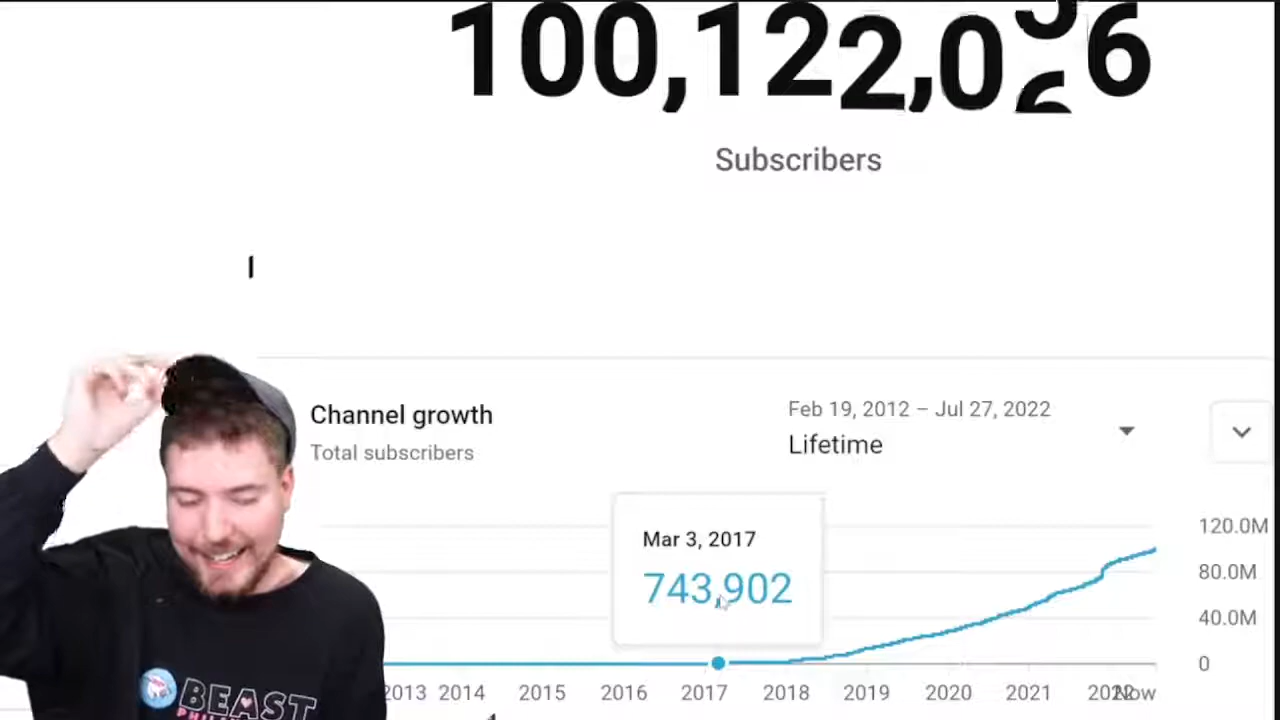 100,122,0 6
Subscribers
Channel growth
Total subscribers
Feb 19, 2012 – Jul 27, 2022
Lifetime
Mar 3, 2017
743,902
120.0M
80.0M
40.0M
0
2013 2014 2015 2016 2017 2018 2019 2020 2021 2022 Now
BEAST